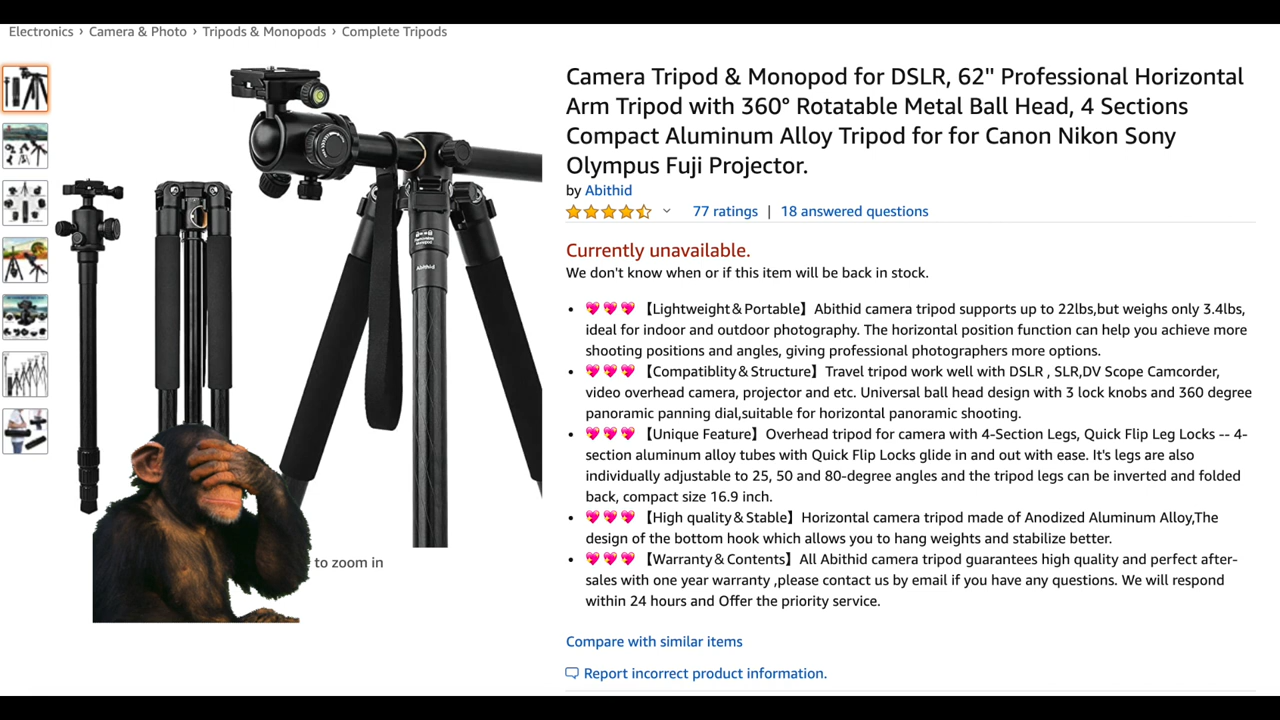 Electronics › Camera & Photo › Tripods & Monopods › Complete Tripods
Camera Tripod & Monopod for DSLR, 62" Professional Horizontal
Arm Tripod with 360° Rotatable Metal Ball Head, 4 Sections
Compact Aluminum Alloy Tripod for for Canon Nikon Sony
Olympus Fuji Projector.
by Abithid
77 ratings | 18 answered questions
Currently unavailable.
We don't know when or if this item will be back in stock.
• 💖💖💖【Lightweight&Portable】Abithid camera tripod supports up to 22lbs,but weighs only 3.4lbs,
ideal for indoor and outdoor photography. The horizontal position function can help you achieve more
shooting positions and angles, giving professional photographers more options.
• 💖💖💖【Compatiblity&Structure】Travel tripod work well with DSLR , SLR,DV Scope Camcorder,
video overhead camera, projector and etc. Universal ball head design with 3 lock knobs and 360 degree
panoramic panning dial,suitable for horizontal panoramic shooting.
• 💖💖💖【Unique Feature】Overhead tripod for camera with 4-Section Legs, Quick Flip Leg Locks -- 4-
section aluminum alloy tubes with Quick Flip Locks glide in and out with ease. It's legs are also
individually adjustable to 25, 50 and 80-degree angles and the tripod legs can be inverted and folded
back, compact size 16.9 inch.
• 💖💖💖【High quality&Stable】Horizontal camera tripod made of Anodized Aluminum Alloy,The
design of the bottom hook which allows you to hang weights and stabilize better.
• 💖💖💖【Warranty&Contents】All Abithid camera tripod guarantees high quality and perfect after-
sales with one year warranty ,please contact us by email if you have any questions. We will respond
within 24 hours and Offer the priority service.
Compare with similar items
Report incorrect product information.
Abithid
to zoom in